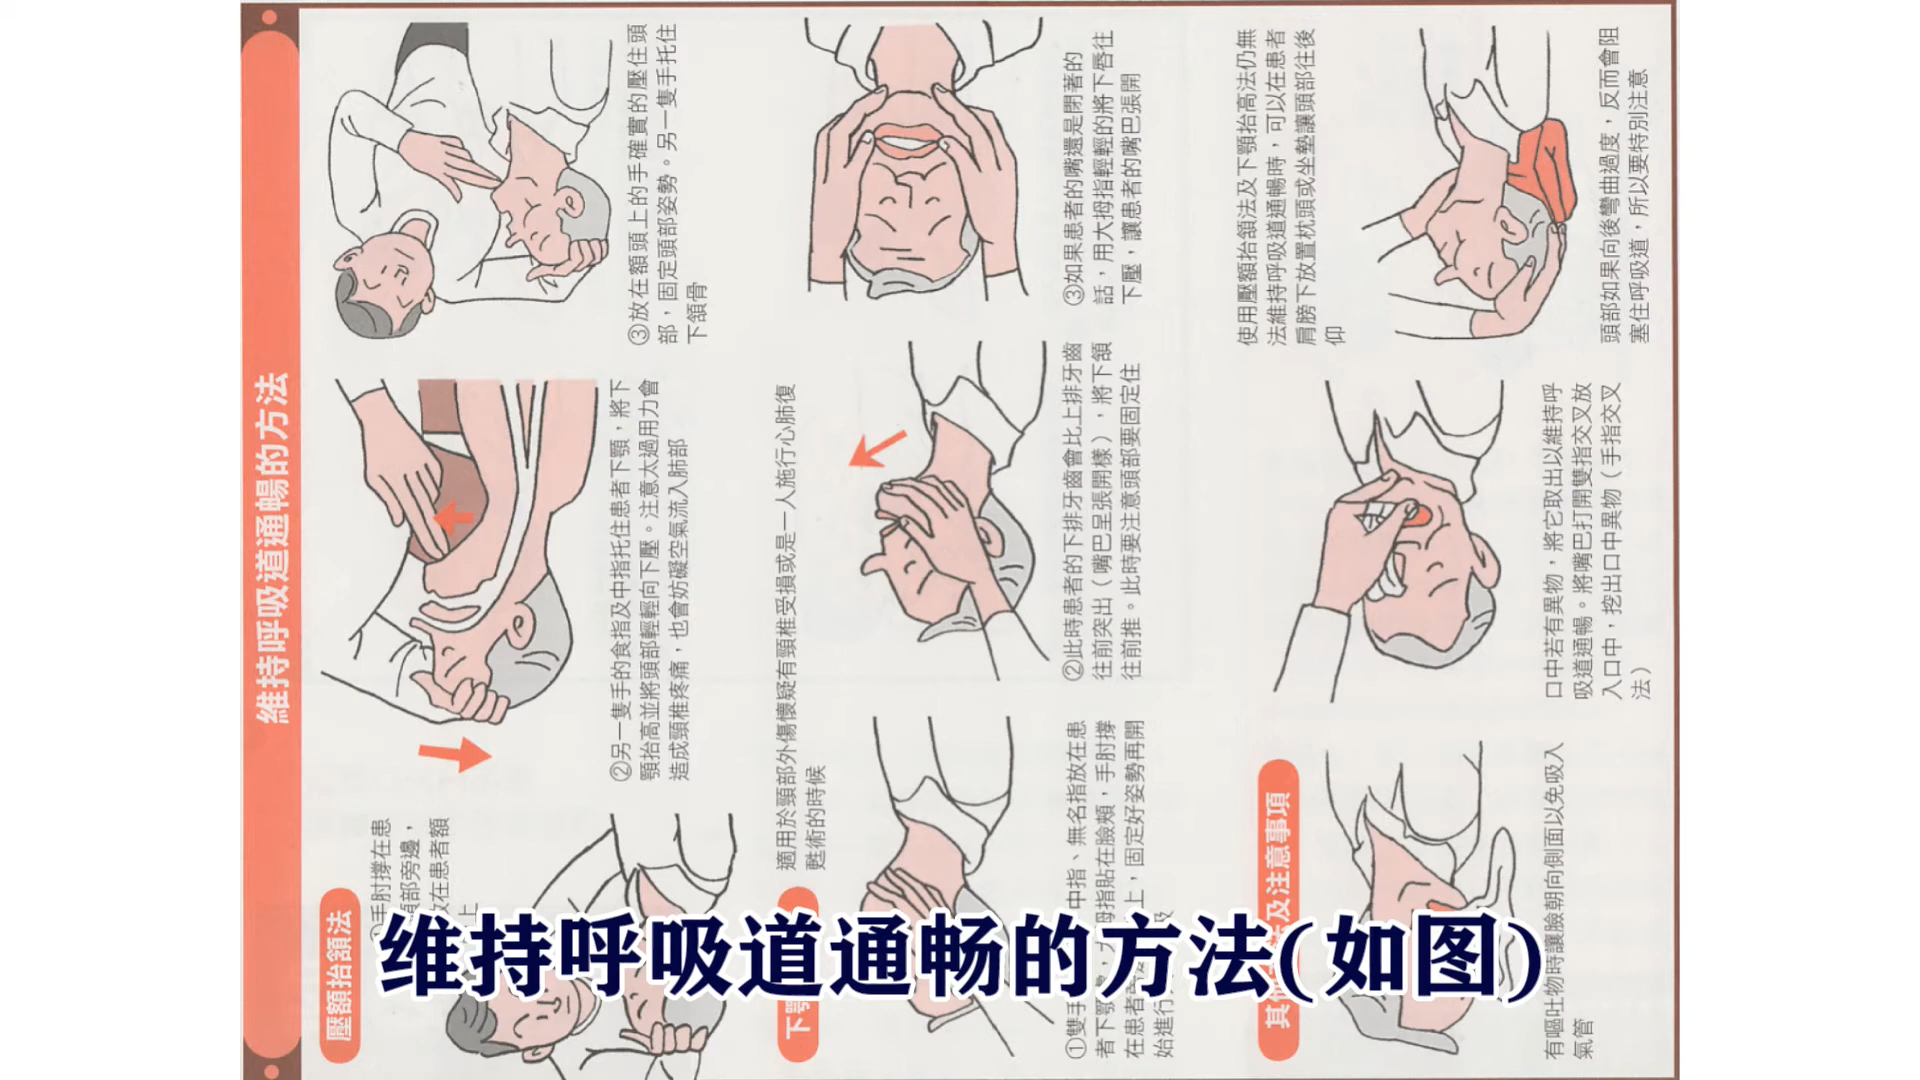 維持呼吸道通暢的方法
壓額抬頷法
手肘撐在患
部旁邊，
放在患者額
上
②另一隻手的食指及中指托住患者下顎，將下
顎抬高並將頭部輕輕向下壓。注意太過用力會
造成頸椎疼痛，也會妨礙空氣流入肺部
③放在額頭上的手確實的壓住頭
部，固定頭部姿勢。另一隻手托住
下頷骨
下顎
適用於頸部外傷懷疑有頸椎受損或是一人施行心肺復
甦術的時候
①雙手
中指、無名指放在患
者下顎
拇指貼在臉頰，手肘撐
在患者
上，固定好姿勢再開
始進行
②此時患者的下排牙齒會比上排牙齒
往前突出（嘴巴呈張開樣），將下頷
往前推。此時要注意頭部要固定住
③如果患者的嘴還是閉著的
話，用大拇指輕輕的將下唇往
下壓，讓患者的嘴巴張開
其他
及注意事項
有嘔吐物時讓臉朝向側面以免吸入
氣管
口中若有異物，將它取出以維持呼
吸道通暢。將嘴巴打開雙指交叉放
入口中，挖出口中異物（手指交叉
法）
使用壓額抬頷法及下顎抬高法仍無
法維持呼吸道通暢時，可以在患者
肩膀下放置枕頭或坐墊讓頭部往後
仰
頭部如果向後彎曲過度，反而會阻
塞住呼吸道，所以要特別注意
维持呼吸道通畅的方法(如图)